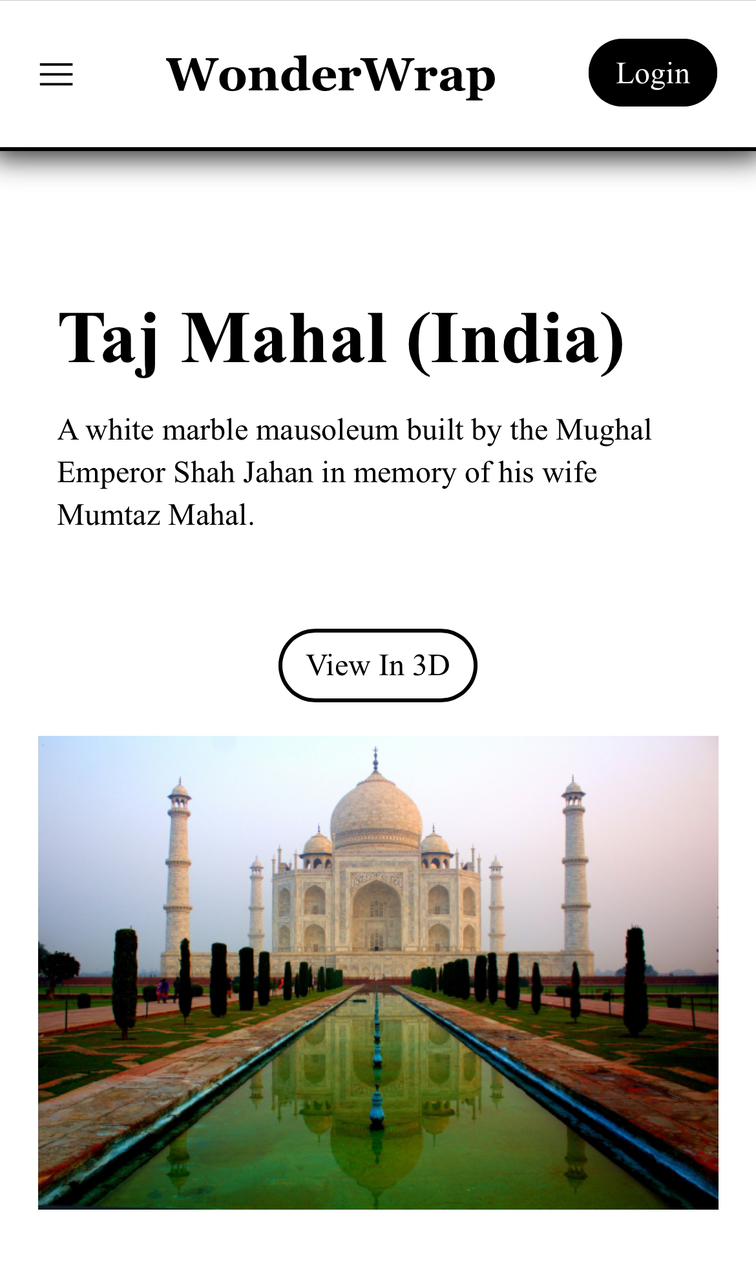 WonderWrap
Login
Taj Mahal (India)
A white marble mausoleum built by the Mughal
Emperor Shah Jahan in memory of his wife
Mumtaz Mahal.
View In 3D